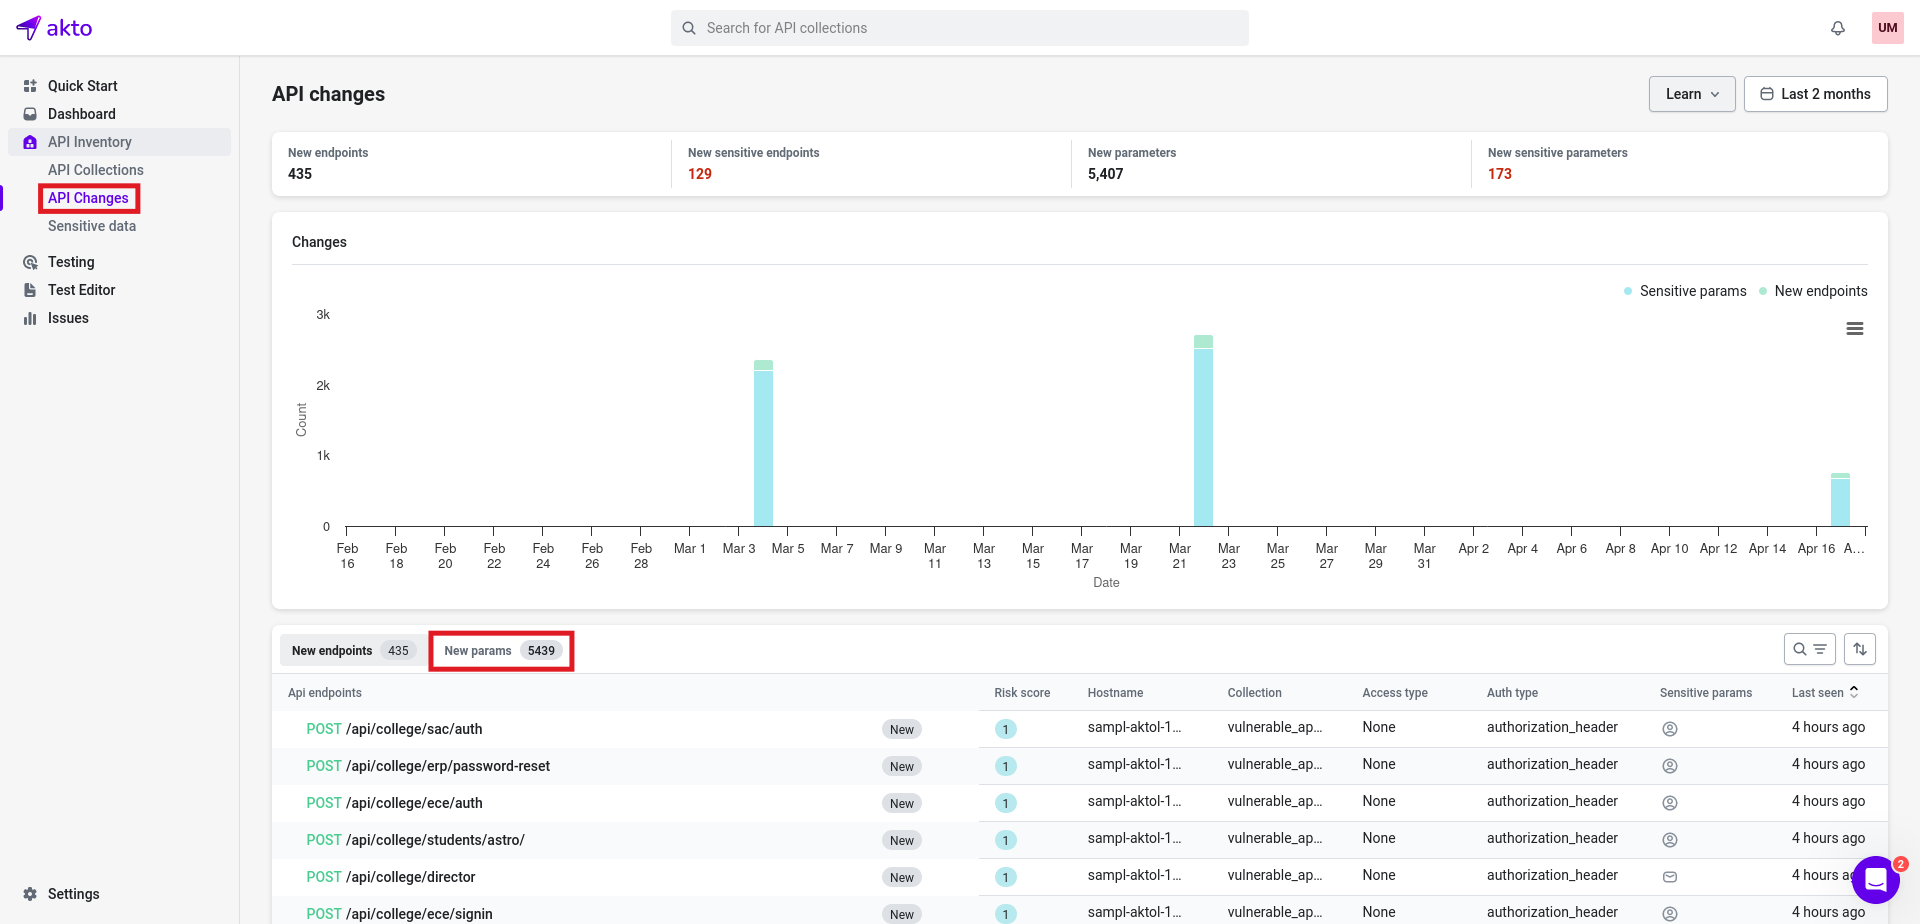 akto
Search for API collections
UM
Quick Start
Dashboard
API Inventory
API Collections
API Changes
Sensitive data
Testing
Test Editor
Issues
Settings
API changes
Learn
Last 2 months
New endpoints
435
New sensitive endpoints
129
New parameters
5,407
New sensitive parameters
173
Changes
Sensitive params New endpoints
3k
2k
1k
0
Count
Feb 16 Feb 18 Feb 20 Feb 22 Feb 24 Feb 26 Feb 28 Mar 1 Mar 3 Mar 5 Mar 7 Mar 9 Mar 11 Mar 13 Mar 15 Mar 17 Mar 19 Mar 21 Mar 23 Mar 25 Mar 27 Mar 29 Mar 31 Apr 2 Apr 4 Apr 6 Apr 8 Apr 10 Apr 12 Apr 14 Apr 16 A…
Date
New endpoints 435 New params 5439
Api endpoints Risk score Hostname Collection Access type Auth type Sensitive params Last seen
POST /api/college/sac/auth New 1 sampl-aktol-1… vulnerable_ap… None authorization_header 4 hours ago
POST /api/college/erp/password-reset New 1 sampl-aktol-1… vulnerable_ap… None authorization_header 4 hours ago
POST /api/college/ece/auth New 1 sampl-aktol-1… vulnerable_ap… None authorization_header 4 hours ago
POST /api/college/students/astro/ New 1 sampl-aktol-1… vulnerable_ap… None authorization_header 4 hours ago
POST /api/college/director New 1 sampl-aktol-1… vulnerable_ap… None authorization_header 4 hours ago
POST /api/college/ece/signin New 1 sampl-aktol-1… vulnerable_ap… None authorization_header 4 hours ago
2